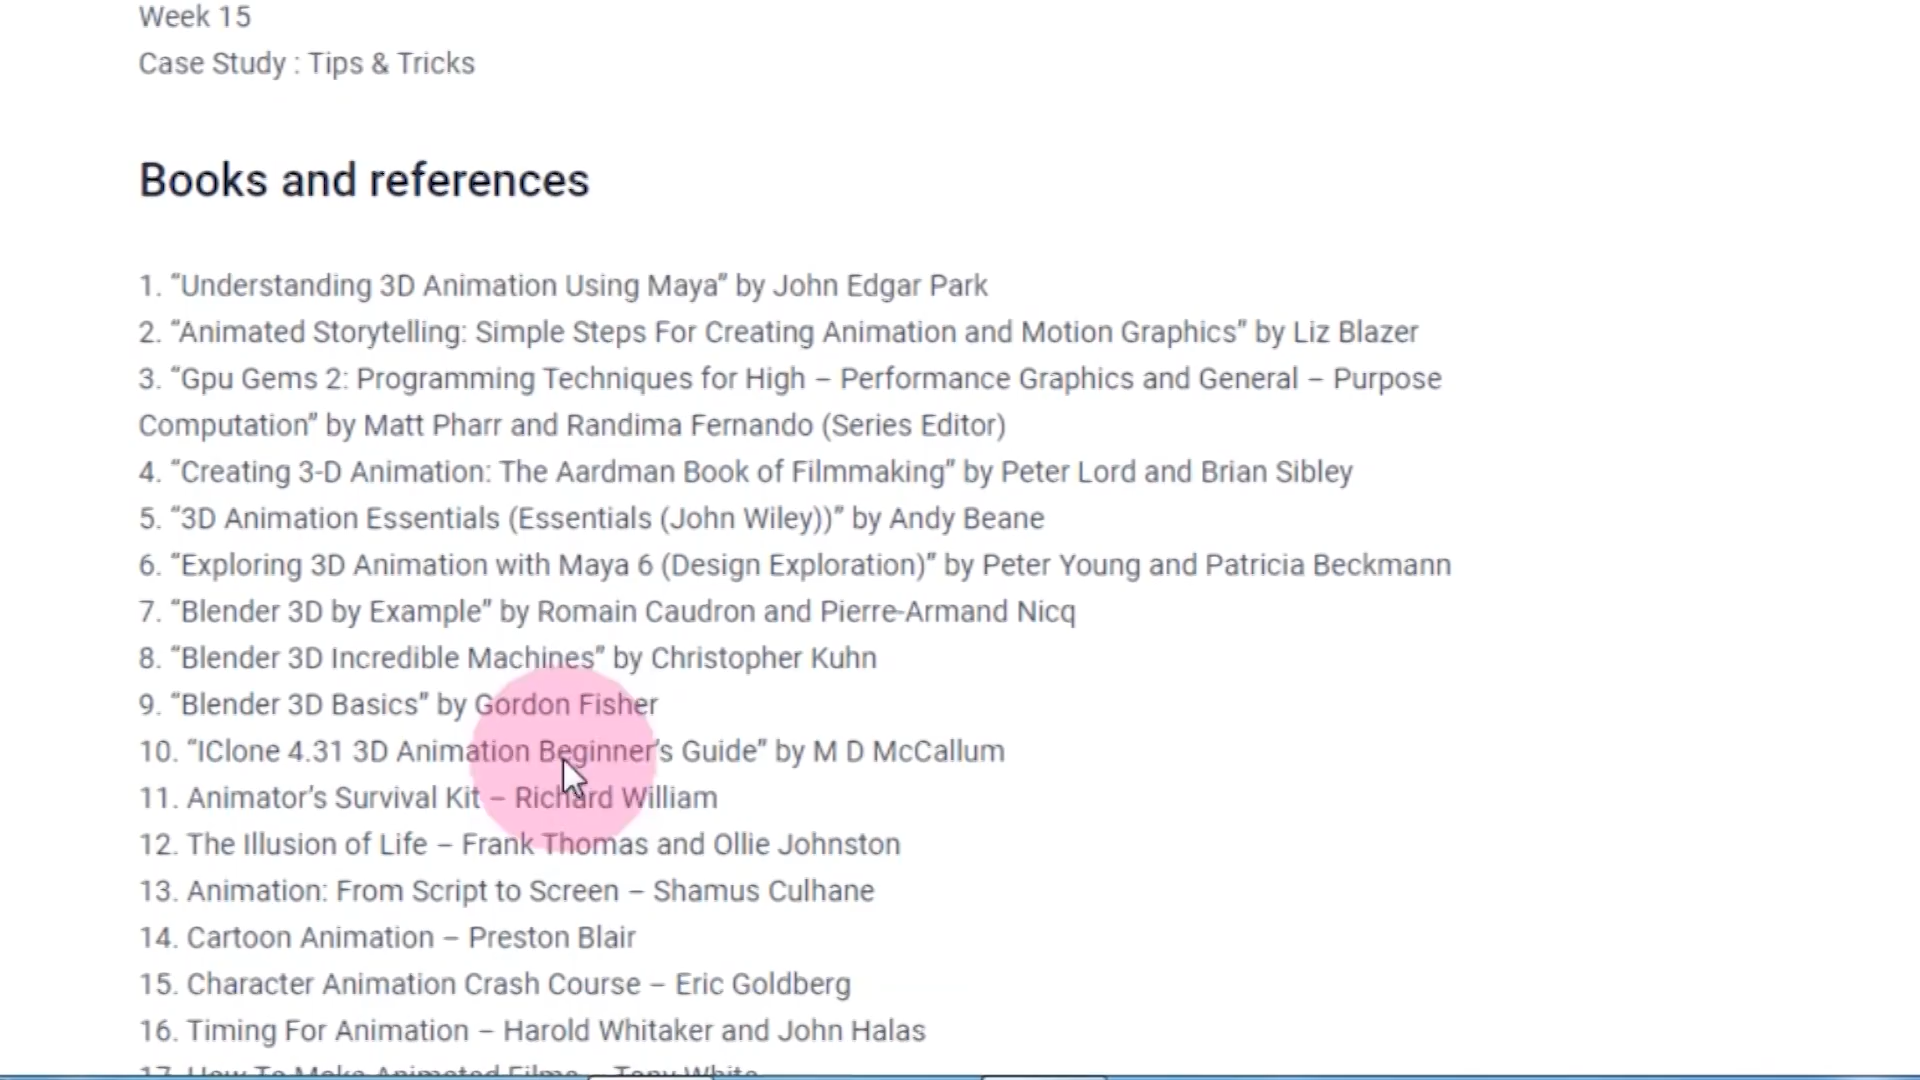 Week 15
Case Study : Tips & Tricks
Books and references
1. “Understanding 3D Animation Using Maya” by John Edgar Park
2. “Animated Storytelling: Simple Steps For Creating Animation and Motion Graphics” by Liz Blazer
3. “Gpu Gems 2: Programming Techniques for High – Performance Graphics and General – Purpose
Computation” by Matt Pharr and Randima Fernando (Series Editor)
4. “Creating 3-D Animation: The Aardman Book of Filmmaking” by Peter Lord and Brian Sibley
5. “3D Animation Essentials (Essentials (John Wiley))” by Andy Beane
6. “Exploring 3D Animation with Maya 6 (Design Exploration)” by Peter Young and Patricia Beckmann
7. “Blender 3D by Example” by Romain Caudron and Pierre-Armand Nicq
8. “Blender 3D Incredible Machines” by Christopher Kuhn
9. “Blender 3D Basics” by Gordon Fisher
10. “IClone 4.31 3D Animation Beginner’s Guide” by M D McCallum
11. Animator’s Survival Kit – Richard William
12. The Illusion of Life – Frank Thomas and Ollie Johnston
13. Animation: From Script to Screen – Shamus Culhane
14. Cartoon Animation – Preston Blair
15. Character Animation Crash Course – Eric Goldberg
16. Timing For Animation – Harold Whitaker and John Halas
17. How To Make Animated Films – Tony White